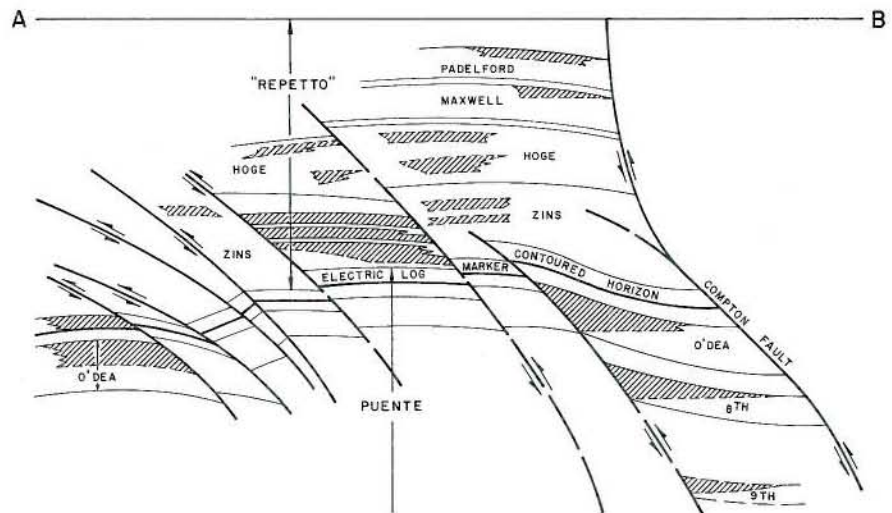 A
B
"REPETTO"
PADELFORD
MAXWELL
HOGE
HOGE
ZINS
ZINS
ELECTRIC LOG MARKER
CONTOURED HORIZON
COMPTON FAULT
O'DEA
O'DEA
8TH
PUENTE
9TH